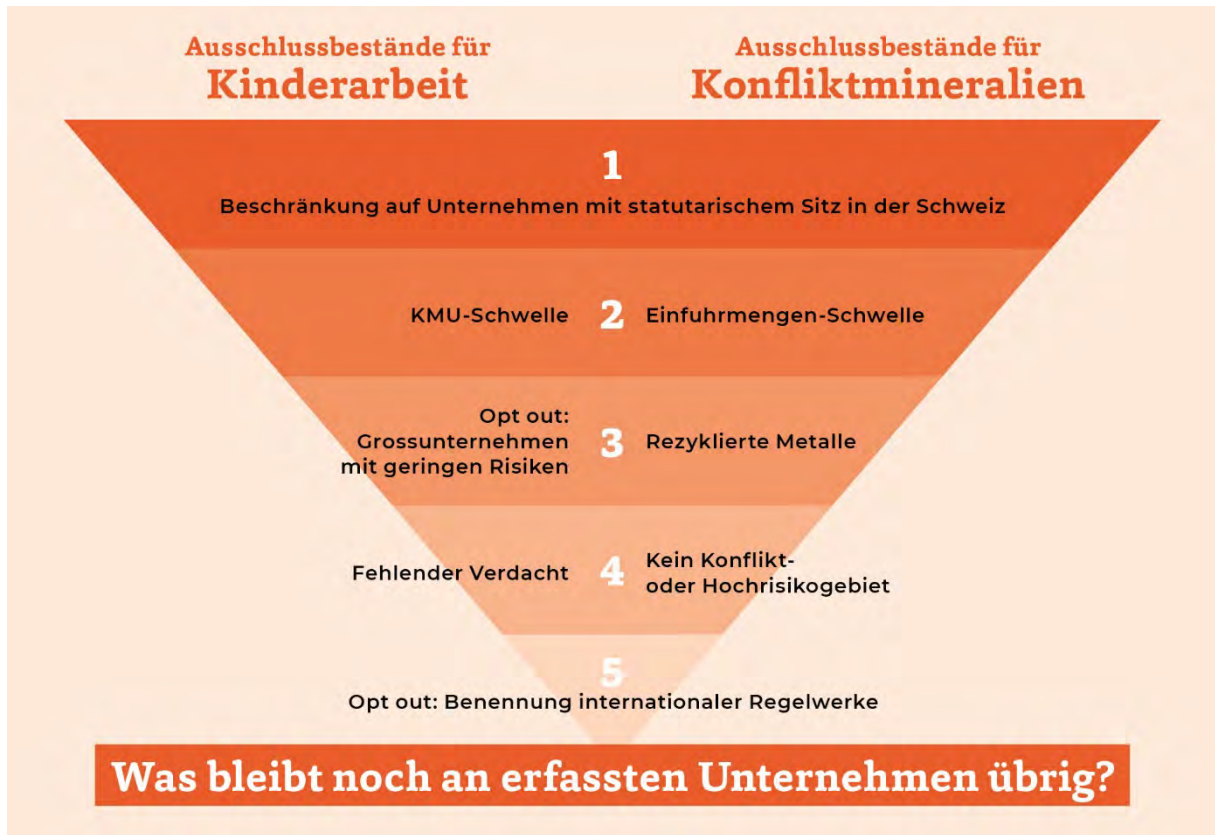 Ausschlussbestände für
Kinderarbeit
Ausschlussbestände für
Konfliktmineralien
1
Beschränkung auf Unternehmen mit statutarischem Sitz in der Schweiz
KMU-Schwelle 2 Einfuhrmengen-Schwelle
Opt out:
Grossunternehmen
mit geringen Risiken
3
Rezyklierte Metalle
Fehlender Verdacht
4
Kein Konflikt-
oder Hochrisikogebiet
5
Opt out: Benennung internationaler Regelwerke
Was bleibt noch an erfassten Unternehmen übrig?